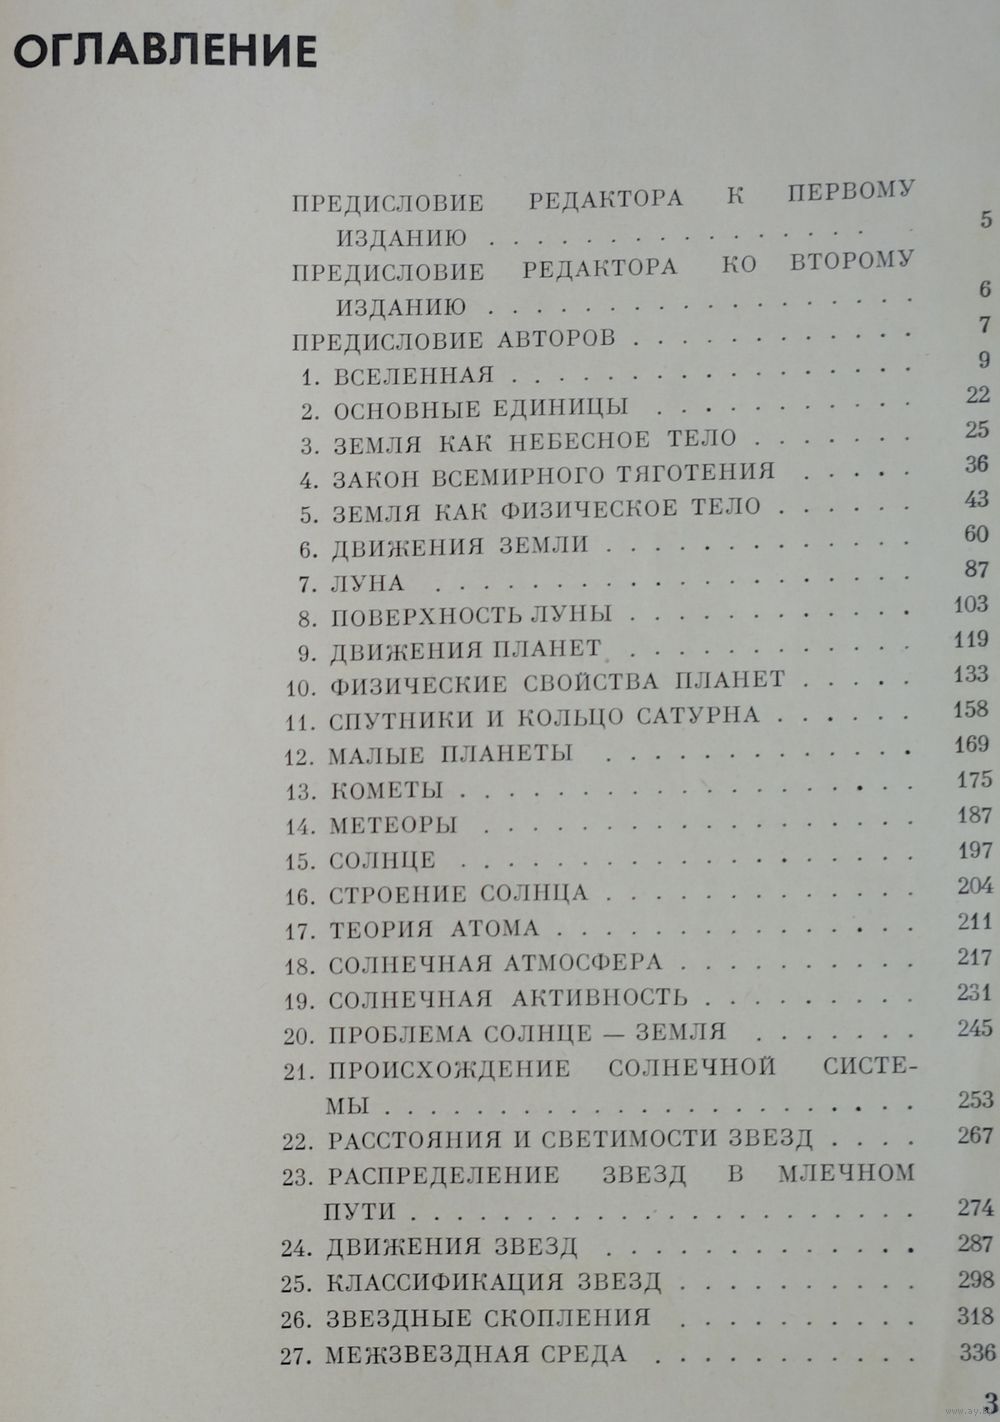 ОГЛАВЛЕНИЕ
ПРЕДИСЛОВИЕ РЕДАКТОРА К ПЕРВОМУ
ИЗДАНИЮ . . . . . . . . . . . . . . . . 5
ПРЕДИСЛОВИЕ РЕДАКТОРА КО ВТОРОМУ
ИЗДАНИЮ . . . . . . . . . . . . . . . . . . 6
ПРЕДИСЛОВИЕ АВТОРОВ . . . . . . . . . . . . 7
1. ВСЕЛЕННАЯ . . . . . . . . . . . . . . . . . 9
2. ОСНОВНЫЕ ЕДИНИЦЫ . . . . . . . . . . . 22
3. ЗЕМЛЯ КАК НЕБЕСНОЕ ТЕЛО . . . . . . . 25
4. ЗАКОН ВСЕМИРНОГО ТЯГОТЕНИЯ . . . . . 36
5. ЗЕМЛЯ КАК ФИЗИЧЕСКОЕ ТЕЛО . . . . . . 43
6. ДВИЖЕНИЯ ЗЕМЛИ . . . . . . . . . . . . . 60
7. ЛУНА . . . . . . . . . . . . . . . . . . . . 87
8. ПОВЕРХНОСТЬ ЛУНЫ . . . . . . . . . . . . 103
9. ДВИЖЕНИЯ ПЛАНЕТ . . . . . . . . . . . . 119
10. ФИЗИЧЕСКИЕ СВОЙСТВА ПЛАНЕТ . . . . . 133
11. СПУТНИКИ И КОЛЬЦО САТУРНА . . . . . . 158
12. МАЛЫЕ ПЛАНЕТЫ . . . . . . . . . . . . . 169
13. КОМЕТЫ . . . . . . . . . . . . . . . . . . . 175
14. МЕТЕОРЫ . . . . . . . . . . . . . . . . . . 187
15. СОЛНЦЕ . . . . . . . . . . . . . . . . . . . 197
16. СТРОЕНИЕ СОЛНЦА . . . . . . . . . . . . . 204
17. ТЕОРИЯ АТОМА . . . . . . . . . . . . . . . 211
18. СОЛНЕЧНАЯ АТМОСФЕРА . . . . . . . . . . 217
19. СОЛНЕЧНАЯ АКТИВНОСТЬ . . . . . . . . . 231
20. ПРОБЛЕМА СОЛНЦЕ — ЗЕМЛЯ . . . . . . . 245
21. ПРОИСХОЖДЕНИЕ СОЛНЕЧНОЙ СИСТЕ-
МЫ . . . . . . . . . . . . . . . . . . . . . . 253
22. РАССТОЯНИЯ И СВЕТИМОСТИ ЗВЕЗД . . . . 267
23. РАСПРЕДЕЛЕНИЕ ЗВЕЗД В МЛЕЧНОМ
ПУТИ . . . . . . . . . . . . . . . . . . . . . 274
24. ДВИЖЕНИЯ ЗВЕЗД . . . . . . . . . . . . . 287
25. КЛАССИФИКАЦИЯ ЗВЕЗД . . . . . . . . . . 298
26. ЗВЕЗДНЫЕ СКОПЛЕНИЯ . . . . . . . . . . 318
27. МЕЖЗВЕЗДНАЯ СРЕДА . . . . . . . . . . . 336
3